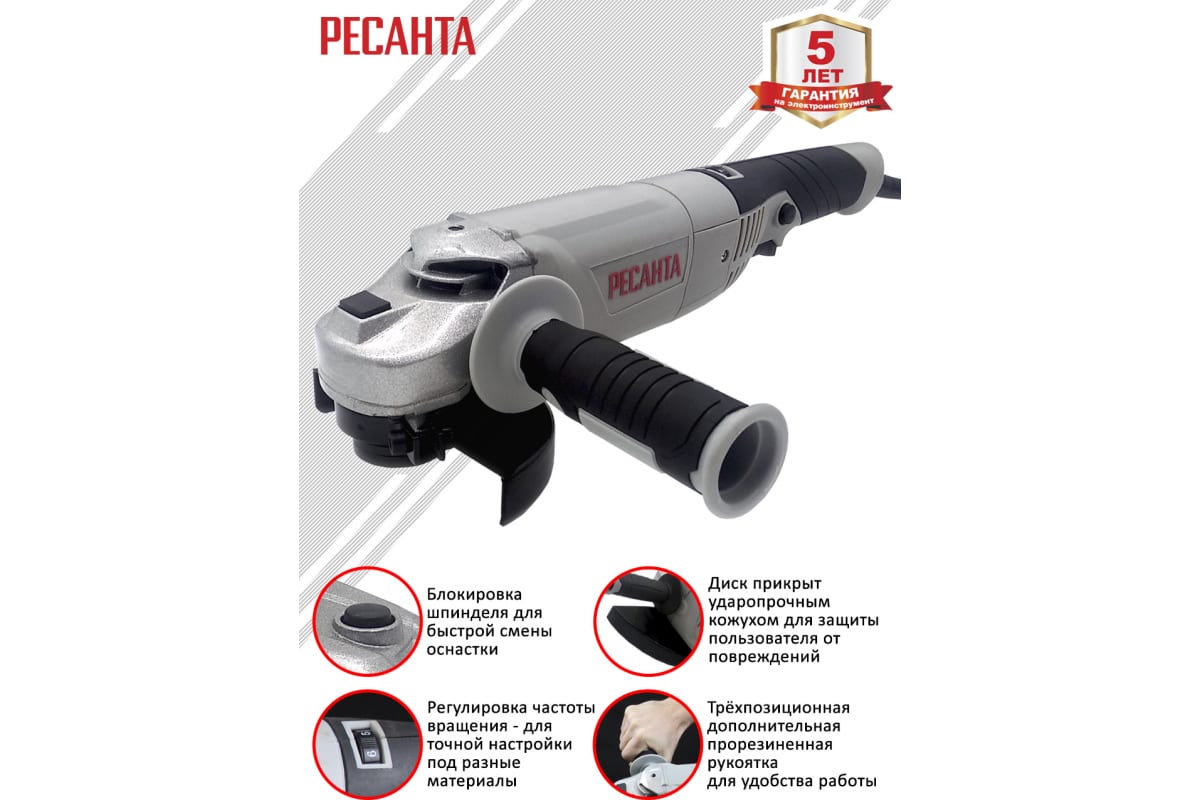 РЕСАНТА
5
ЛЕТ
ГАРАНТИЯ
на электроинструмент
РЕСАНТА
Блокировка
шпинделя для
быстрой смены
оснастки
Диск прикрыт
ударопрочным
кожухом для защиты
пользователя от
повреждений
Регулировка частоты
вращения - для
точной настройки
под разные
материалы
5
6
Трёхпозиционная
дополнительная
прорезиненная
рукоятка
для удобства работы